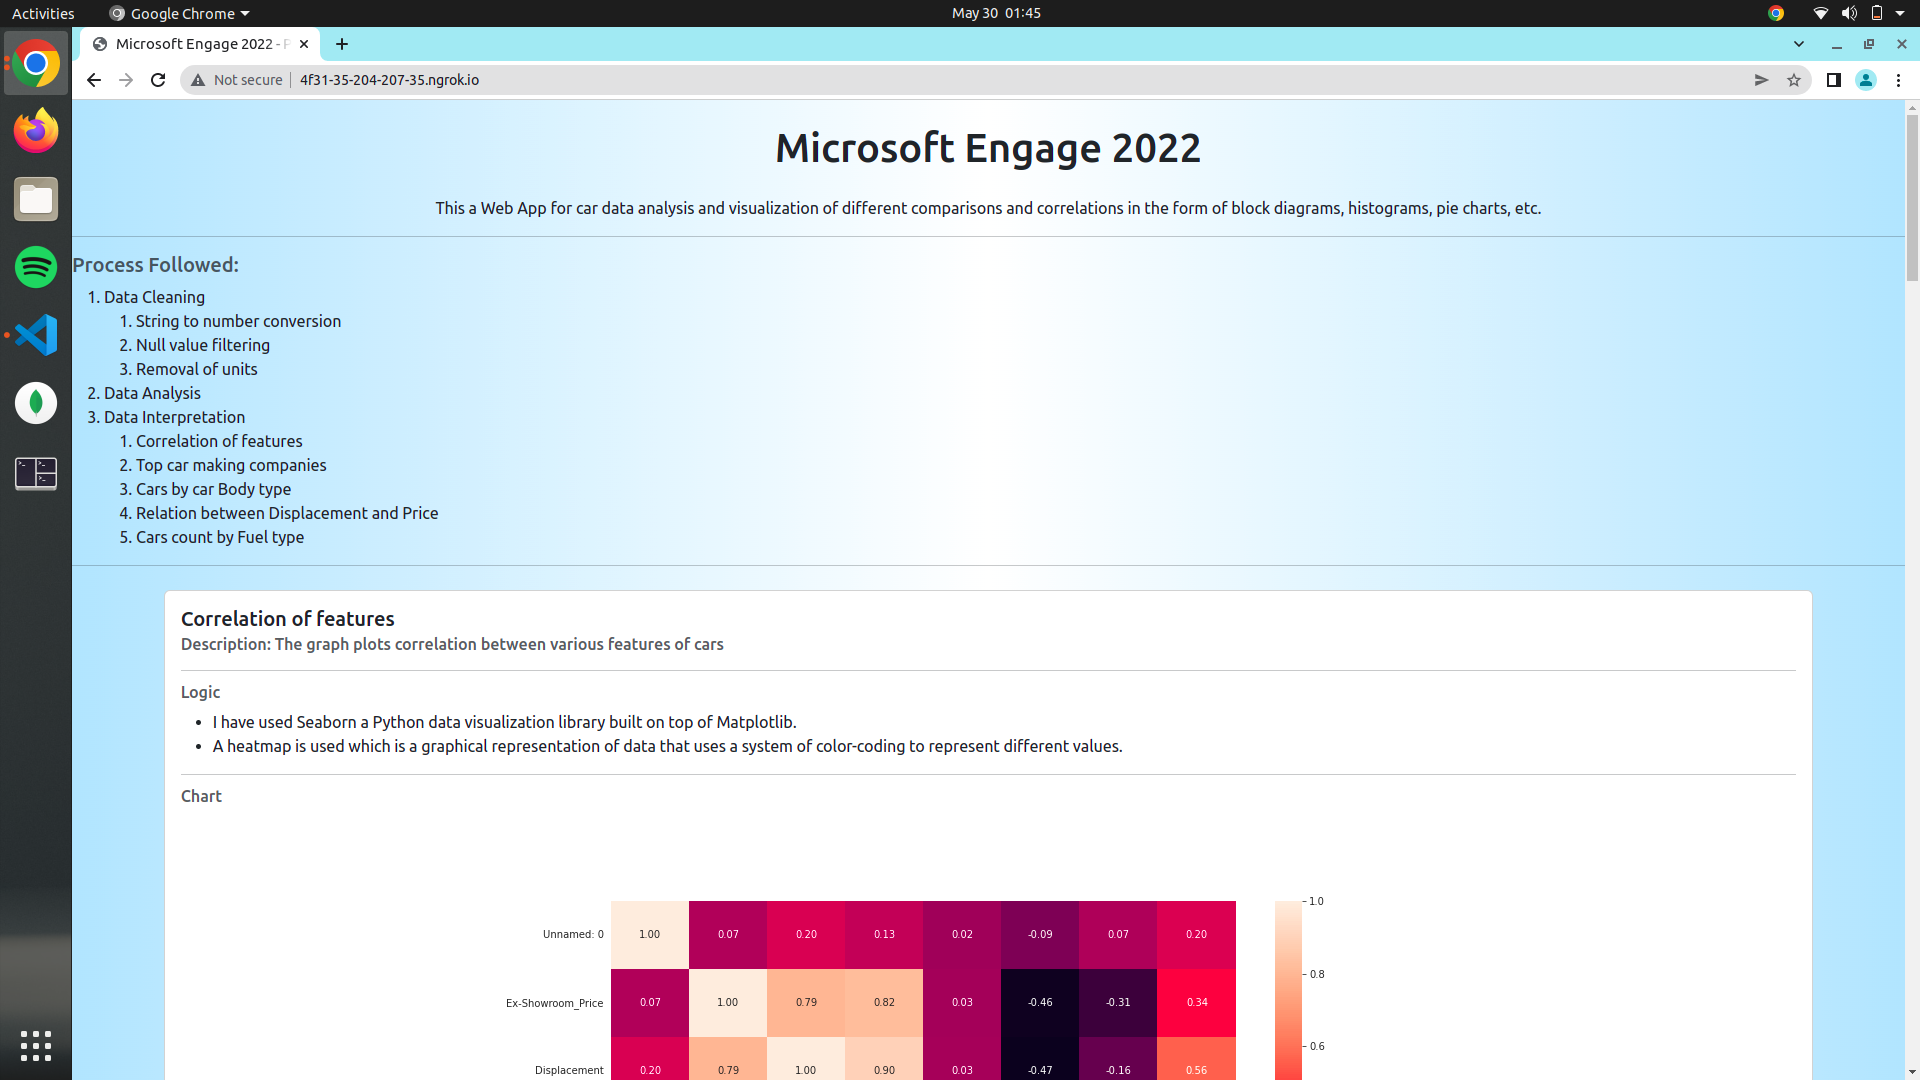 Activities
Google Chrome
May 30 01:45
Microsoft Engage 2022 - P
Not secure
4f31-35-204-207-35.ngrok.io
Microsoft Engage 2022
This a Web App for car data analysis and visualization of different comparisons and correlations in the form of block diagrams, histograms, pie charts, etc.
Process Followed:
1. Data Cleaning
1. String to number conversion
2. Null value filtering
3. Removal of units
2. Data Analysis
3. Data Interpretation
1. Correlation of features
2. Top car making companies
3. Cars by car Body type
4. Relation between Displacement and Price
5. Cars count by Fuel type
Correlation of features
Description: The graph plots correlation between various features of cars
Logic
• I have used Seaborn a Python data visualization library built on top of Matplotlib.
• A heatmap is used which is a graphical representation of data that uses a system of color-coding to represent different values.
Chart
1.0
Unnamed: 0 1.00 0.07 0.20 0.13 0.02 -0.09 0.07 0.20
0.8
Ex-Showroom_Price 0.07 1.00 0.79 0.82 0.03 -0.46 -0.31 0.34
0.6
Displacement 0.20 0.79 1.00 0.90 0.03 -0.47 -0.16 0.56